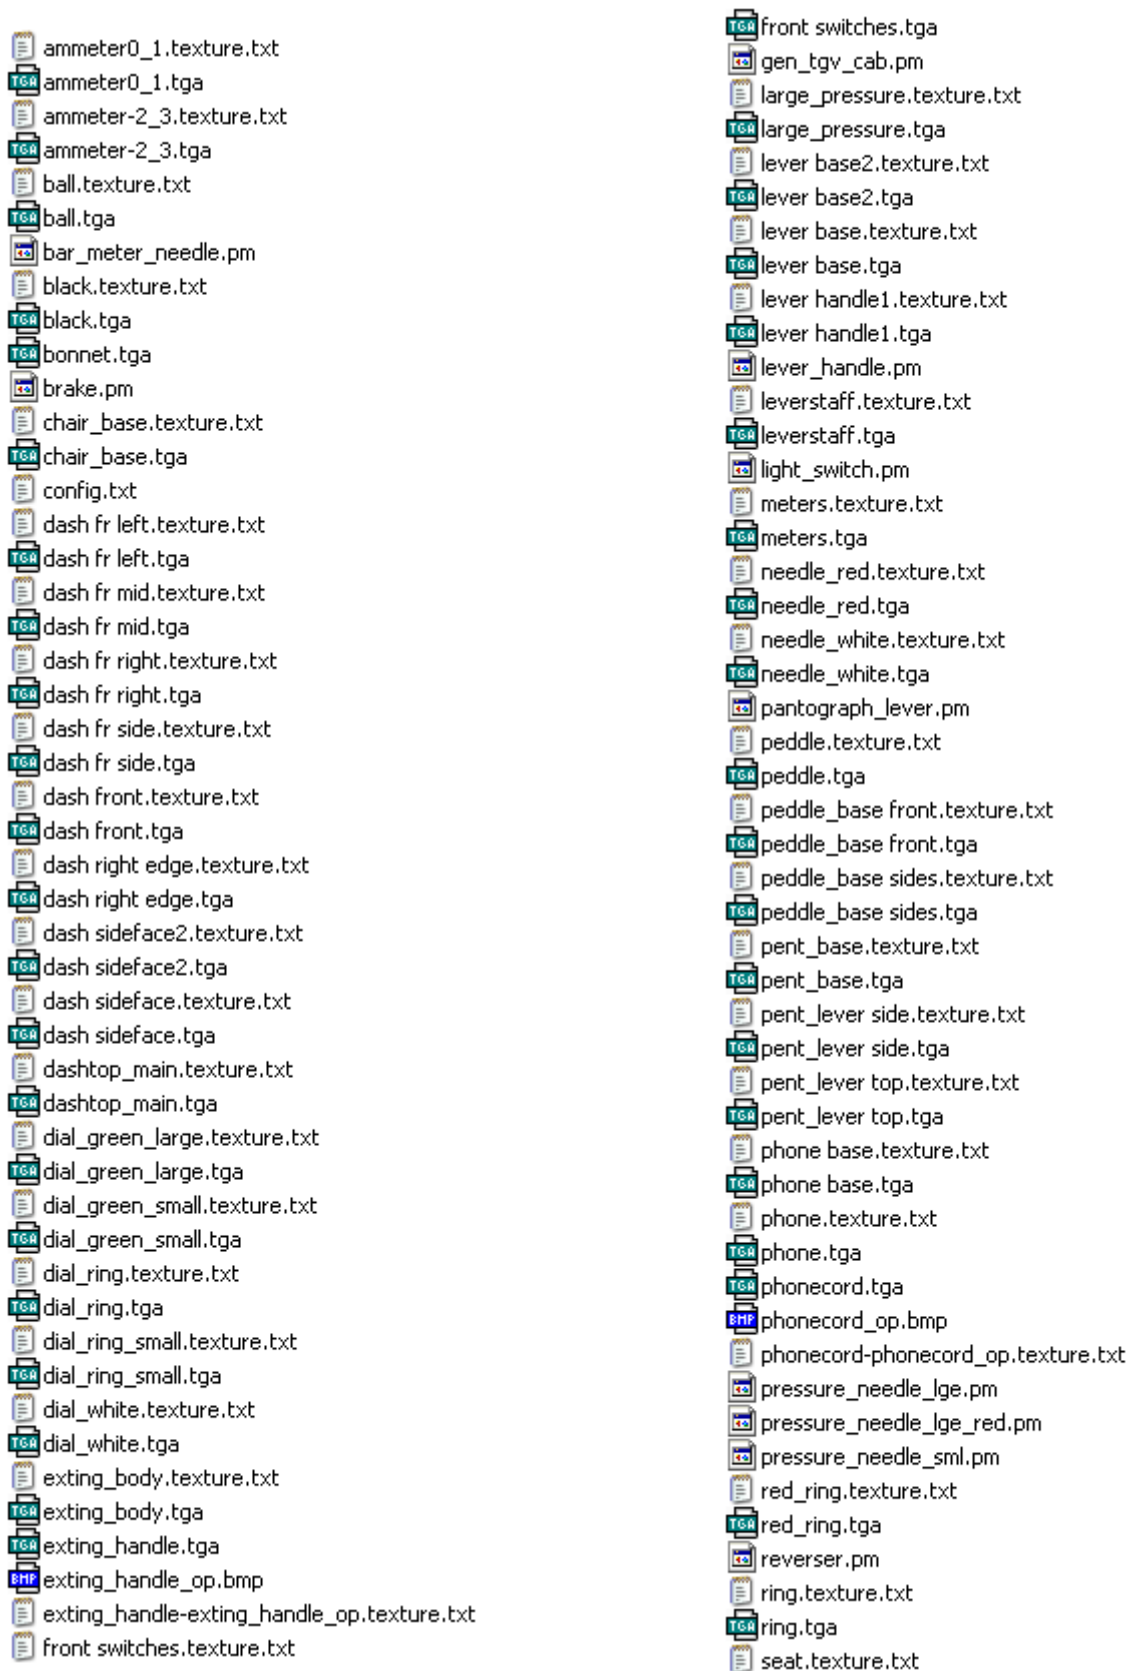 ammeter0_1.texture.txt
ammeter0_1.tga
ammeter-2_3.texture.txt
ammeter-2_3.tga
ball.texture.txt
ball.tga
bar_meter_needle.pm
black.texture.txt
black.tga
bonnet.tga
brake.pm
chair_base.texture.txt
chair_base.tga
config.txt
dash fr left.texture.txt
dash fr left.tga
dash fr mid.texture.txt
dash fr mid.tga
dash fr right.texture.txt
dash fr right.tga
dash fr side.texture.txt
dash fr side.tga
dash front.texture.txt
dash front.tga
dash right edge.texture.txt
dash right edge.tga
dash sideface2.texture.txt
dash sideface2.tga
dash sideface.texture.txt
dash sideface.tga
dashtop_main.texture.txt
dashtop_main.tga
dial_green_large.texture.txt
dial_green_large.tga
dial_green_small.texture.txt
dial_green_small.tga
dial_ring.texture.txt
dial_ring.tga
dial_ring_small.texture.txt
dial_ring_small.tga
dial_white.texture.txt
dial_white.tga
exting_body.texture.txt
exting_body.tga
exting_handle.tga
exting_handle_op.bmp
exting_handle-exting_handle_op.texture.txt
front switches.texture.txt
front switches.tga
gen_tgv_cab.pm
large_pressure.texture.txt
large_pressure.tga
lever base2.texture.txt
lever base2.tga
lever base.texture.txt
lever base.tga
lever handle1.texture.txt
lever handle1.tga
lever_handle.pm
leverstaff.texture.txt
leverstaff.tga
light_switch.pm
meters.texture.txt
meters.tga
needle_red.texture.txt
needle_red.tga
needle_white.texture.txt
needle_white.tga
pantograph_lever.pm
peddle.texture.txt
peddle.tga
peddle_base front.texture.txt
peddle_base front.tga
peddle_base sides.texture.txt
peddle_base sides.tga
pent_base.texture.txt
pent_base.tga
pent_lever side.texture.txt
pent_lever side.tga
pent_lever top.texture.txt
pent_lever top.tga
phone base.texture.txt
phone base.tga
phone.texture.txt
phone.tga
phonecord.tga
phonecord_op.bmp
phonecord-phonecord_op.texture.txt
pressure_needle_lge.pm
pressure_needle_lge_red.pm
pressure_needle_sml.pm
red_ring.texture.txt
red_ring.tga
reverser.pm
ring.texture.txt
ring.tga
seat.texture.txt